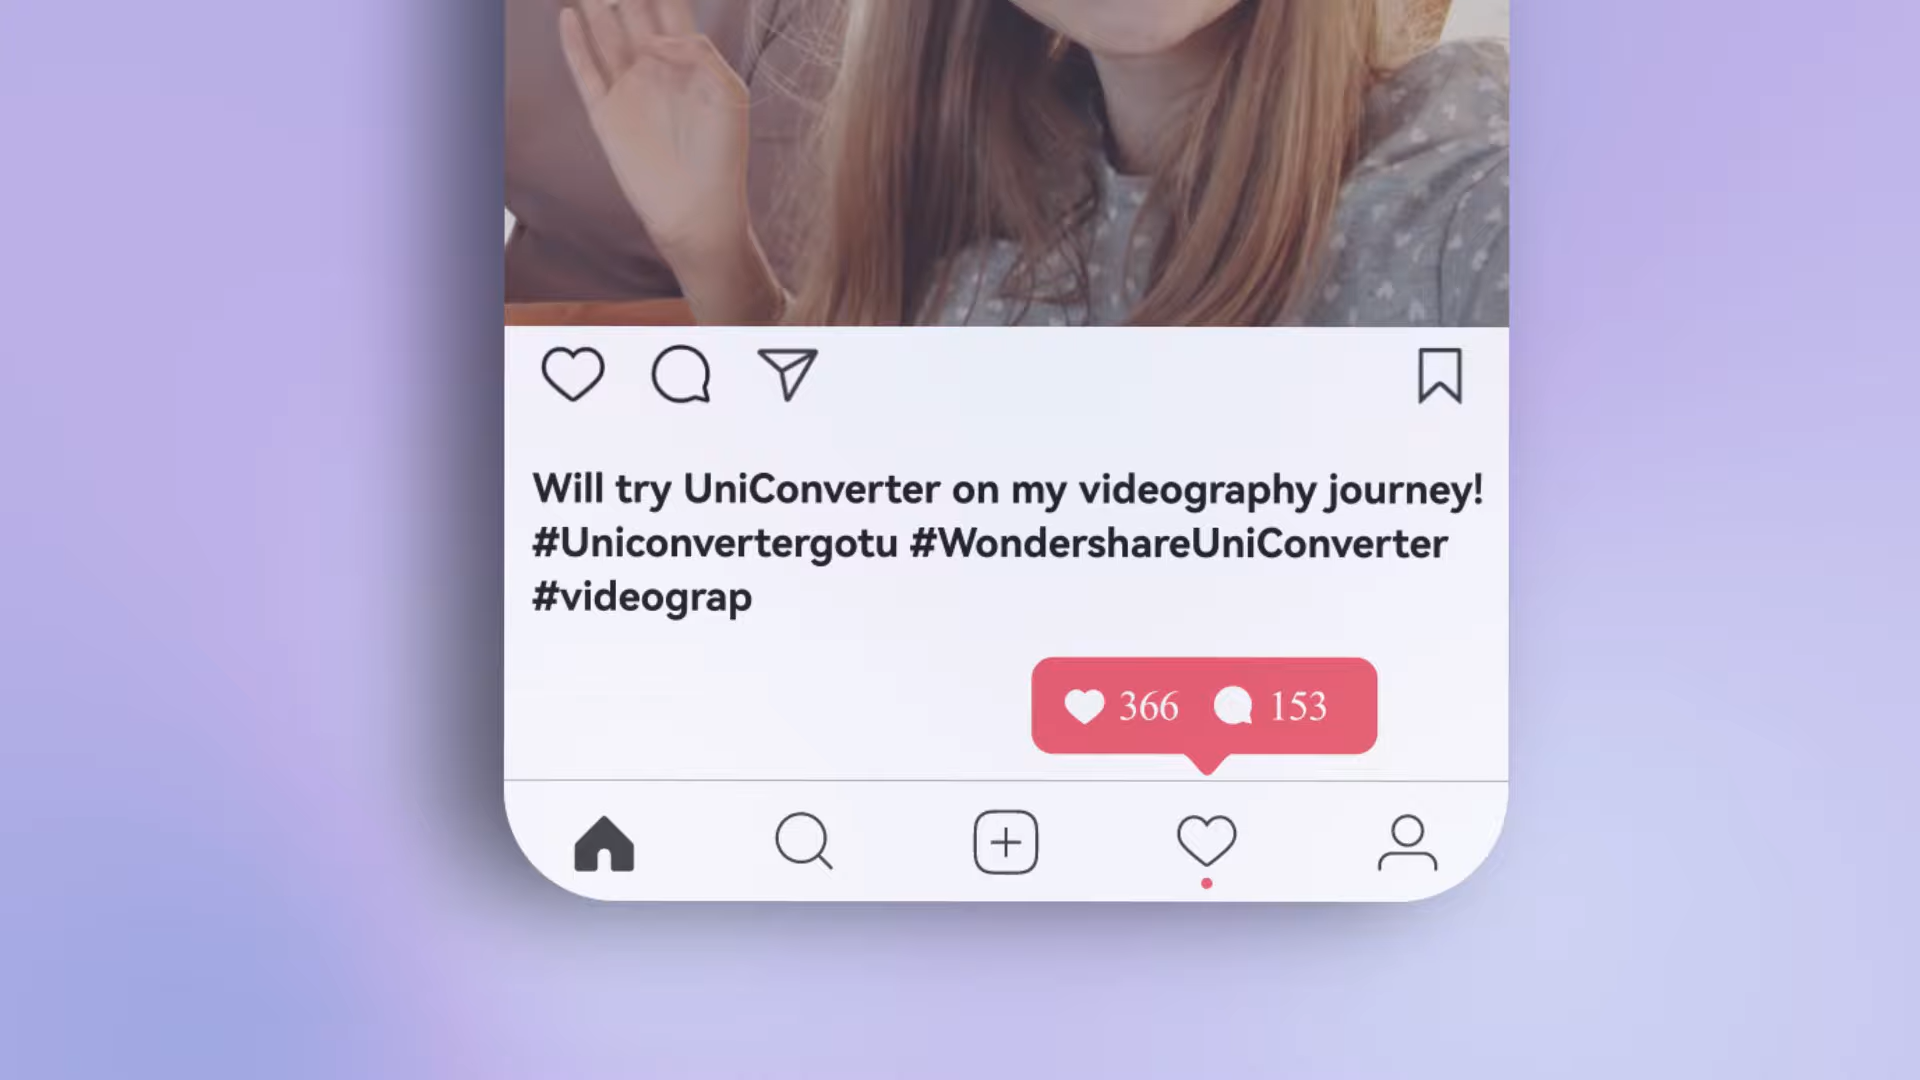 Will try UniConverter on my videography journey!
#Uniconvertergotu #WondershareUniConverter
#videograp
366 153